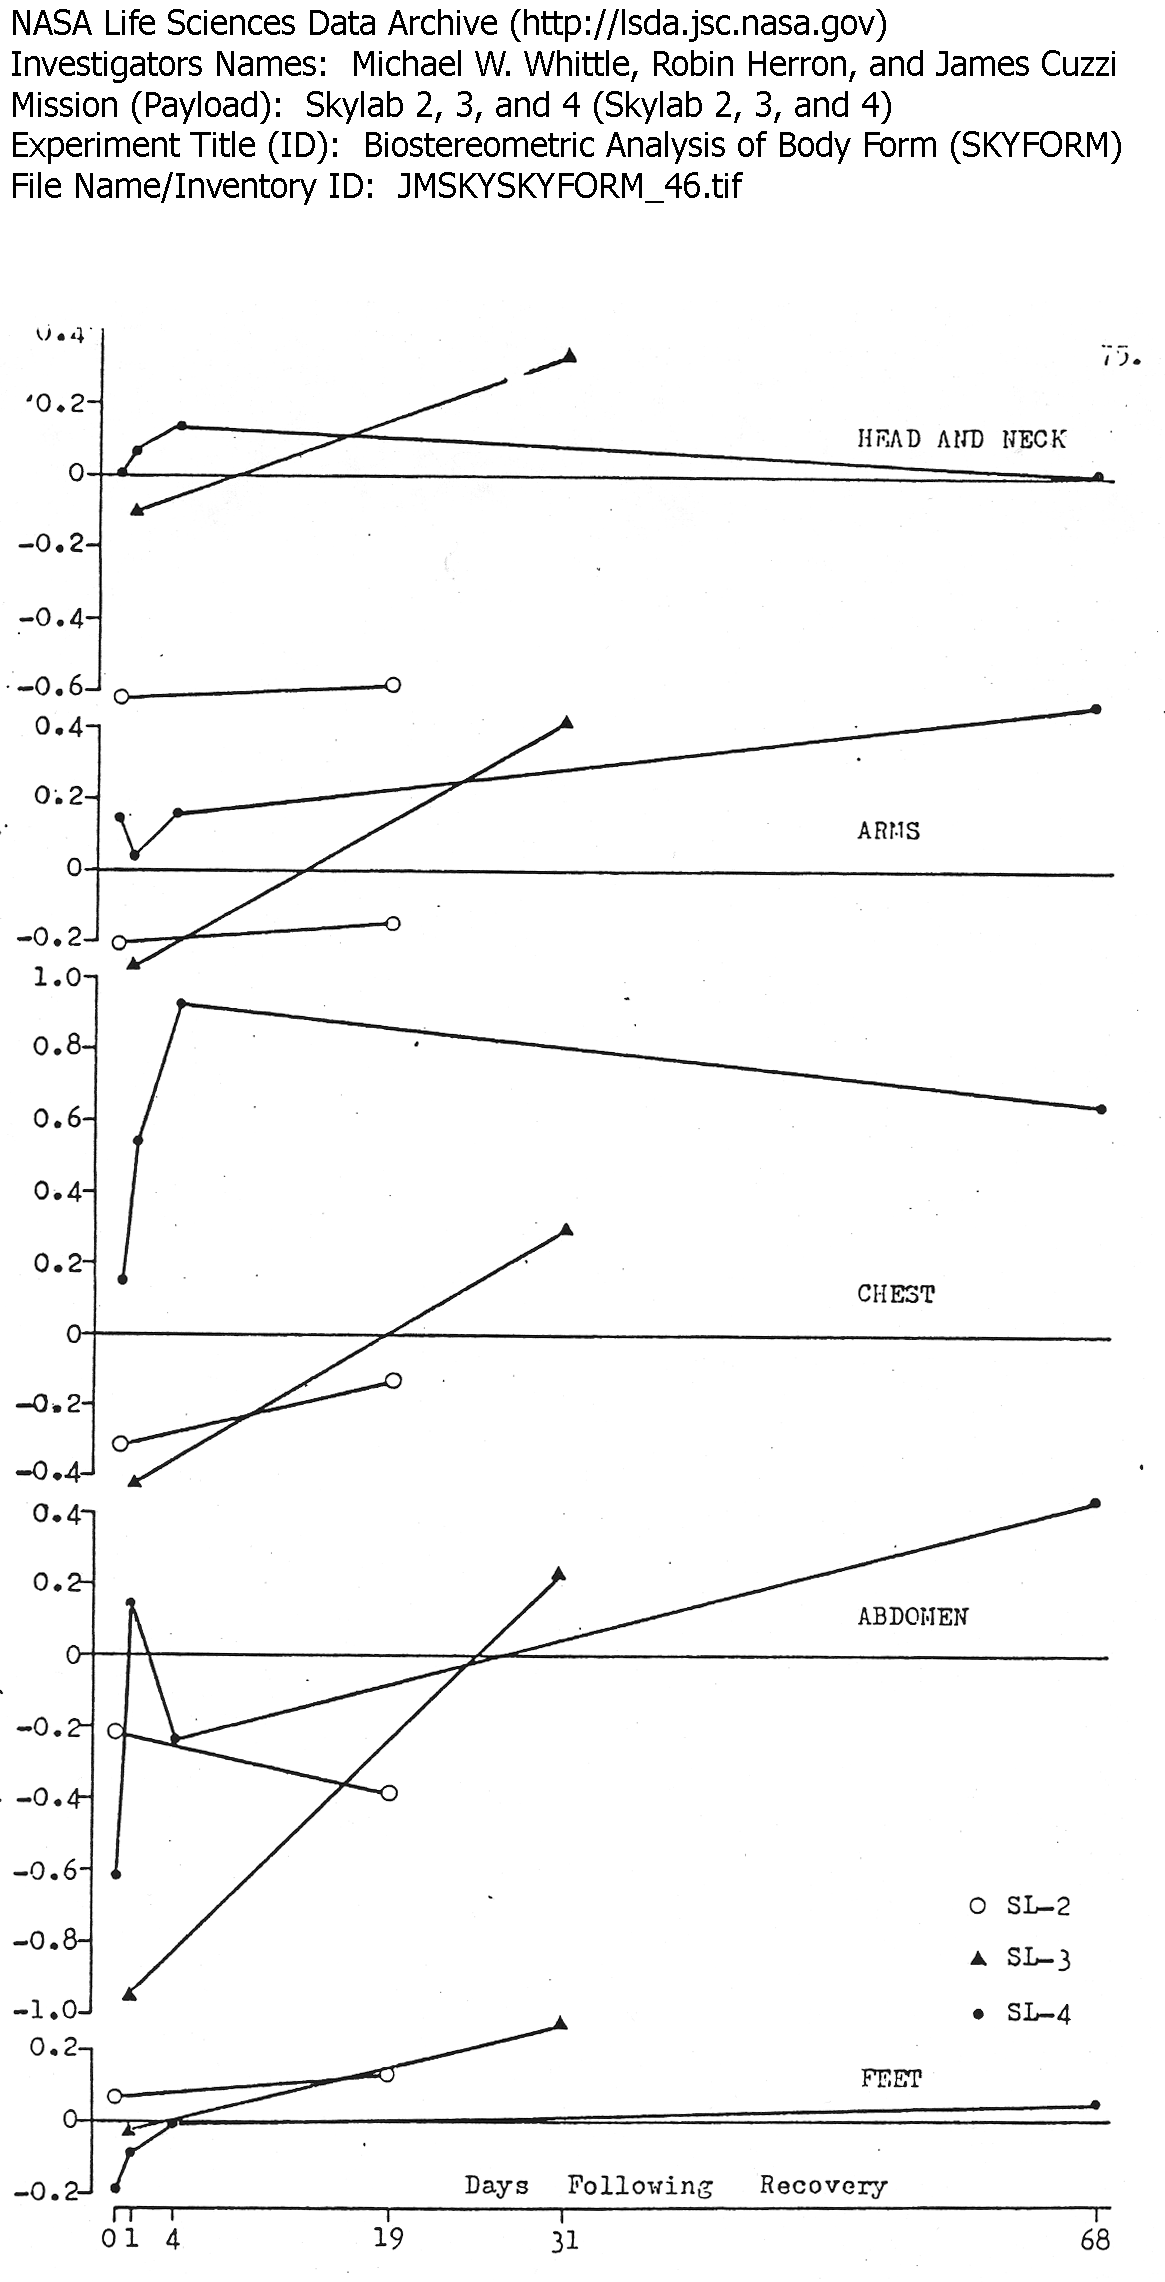 NASA Life Sciences Data Archive (http://lsda.jsc.nasa.gov)
Investigators Names:  Michael W. Whittle, Robin Herron, and James Cuzzi
Mission (Payload):  Skylab 2, 3, and 4 (Skylab 2, 3, and 4)
Experiment Title (ID):  Biostereometric Analysis of Body Form (SKYFORM)
File Name/Inventory ID:  JMSKYSKYFORM_46.tif
0.4
75.
0.2
HEAD AND NECK
0
-0.2
-0.4
-0.6
0.4
0.2
ARMS
0
-0.2
1.0
0.8
0.6
0.4
0.2
CHEST
0
-0.2
-0.4
0.4
0.2
ABDOMEN
0
-0.2
-0.4
-0.6
SL-2
-0.8
SL-3
-1.0
SL-4
0.2
FEET
0
-0.2
Days Following Recovery
0 1 4 19 31 68